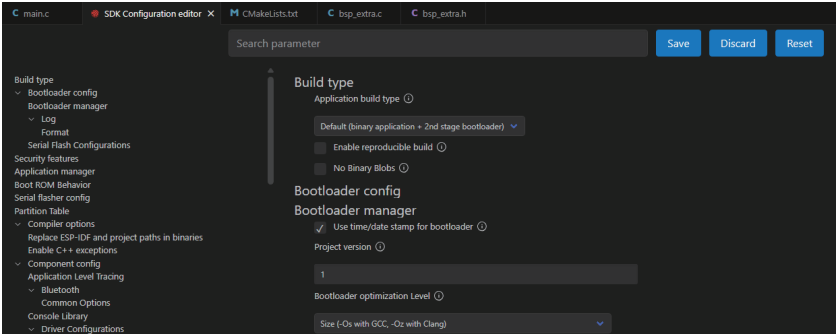 main.c
SDK Configuration editor
CMakeLists.txt
bsp_extra.c
bsp_extra.h
Search parameter
Save
Discard
Reset
Build type
Bootloader config
Bootloader manager
Log
Format
Serial Flash Configurations
Security features
Application manager
Boot ROM Behavior
Serial flasher config
Partition Table
Compiler options
Replace ESP-IDF and project paths in binaries
Enable C++ exceptions
Component config
Application Level Tracing
Bluetooth
Common Options
Console Library
Driver Configurations
Build type
Application build type
Default (binary application + 2nd stage bootloader)
Enable reproducible build
No Binary Blobs
Bootloader config
Bootloader manager
Use time/date stamp for bootloader
Project version
1
Bootloader optimization Level
Size (-Os with GCC, -Oz with Clang)